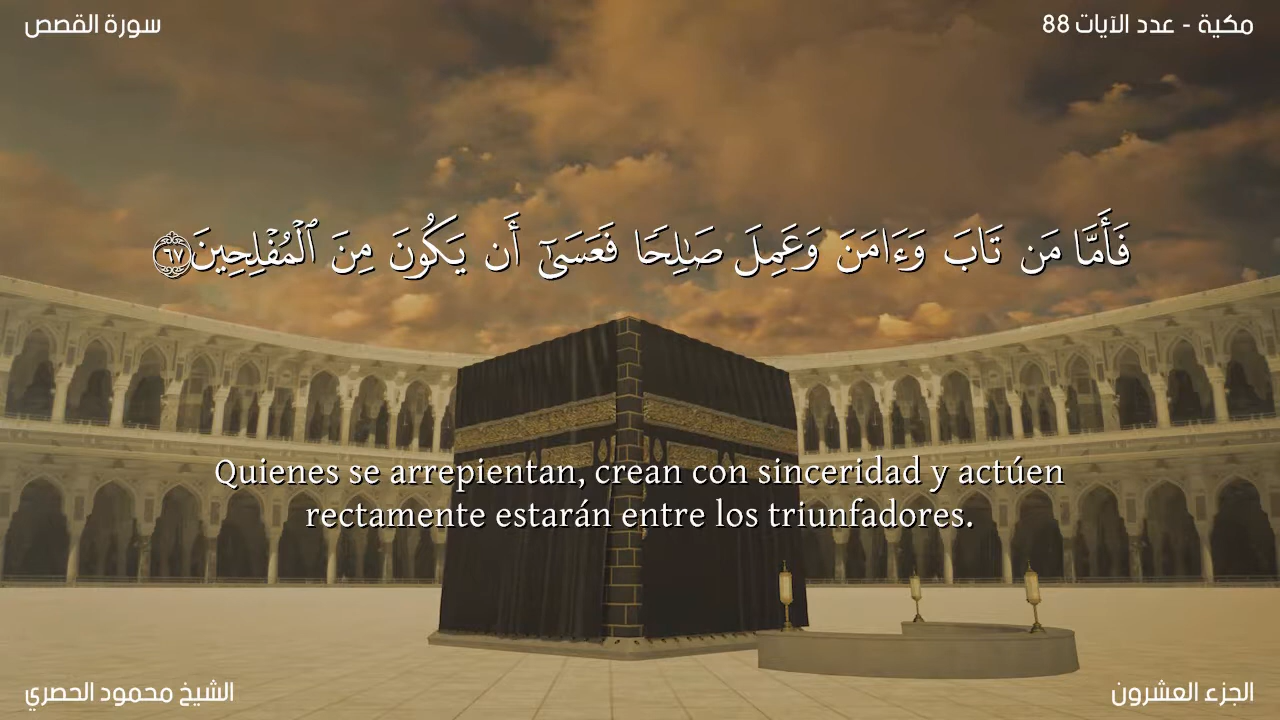 مكية - عدد الآيات 88
سورة القصص
فَأَمَّا مَن تَابَ وَءَامَنَ وَعَمِلَ صَٰلِحًا فَعَسَىٰٓ أَن يَكُونَ مِنَ ٱلْمُفْلِحِينَ ٦٧
Quienes se arrepientan, crean con sinceridad y actúen
rectamente estarán entre los triunfadores.
الجزء العشرون
الشيخ محمود الحصري